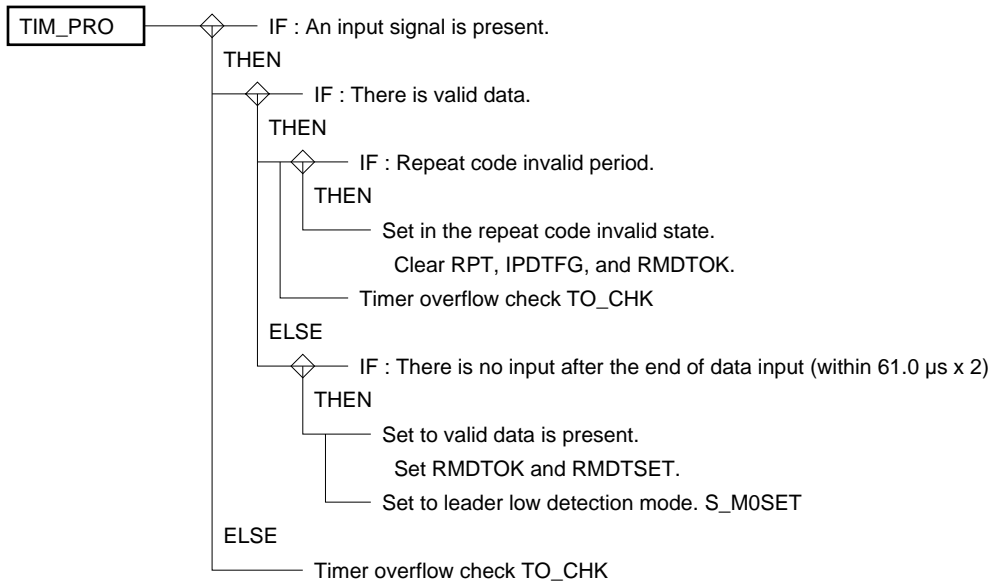 TIM_PRO
IF : An input signal is present.
THEN
IF : There is valid data.
THEN
IF : Repeat code invalid period.
THEN
Set in the repeat code invalid state.
Clear RPT, IPDTFG, and RMDTOK.
Timer overflow check TO_CHK
ELSE
IF : There is no input after the end of data input (within 61.0 μs x 2)
THEN
Set to valid data is present.
Set RMDTOK and RMDTSET.
Set to leader low detection mode. S_M0SET
ELSE
Timer overflow check TO_CHK